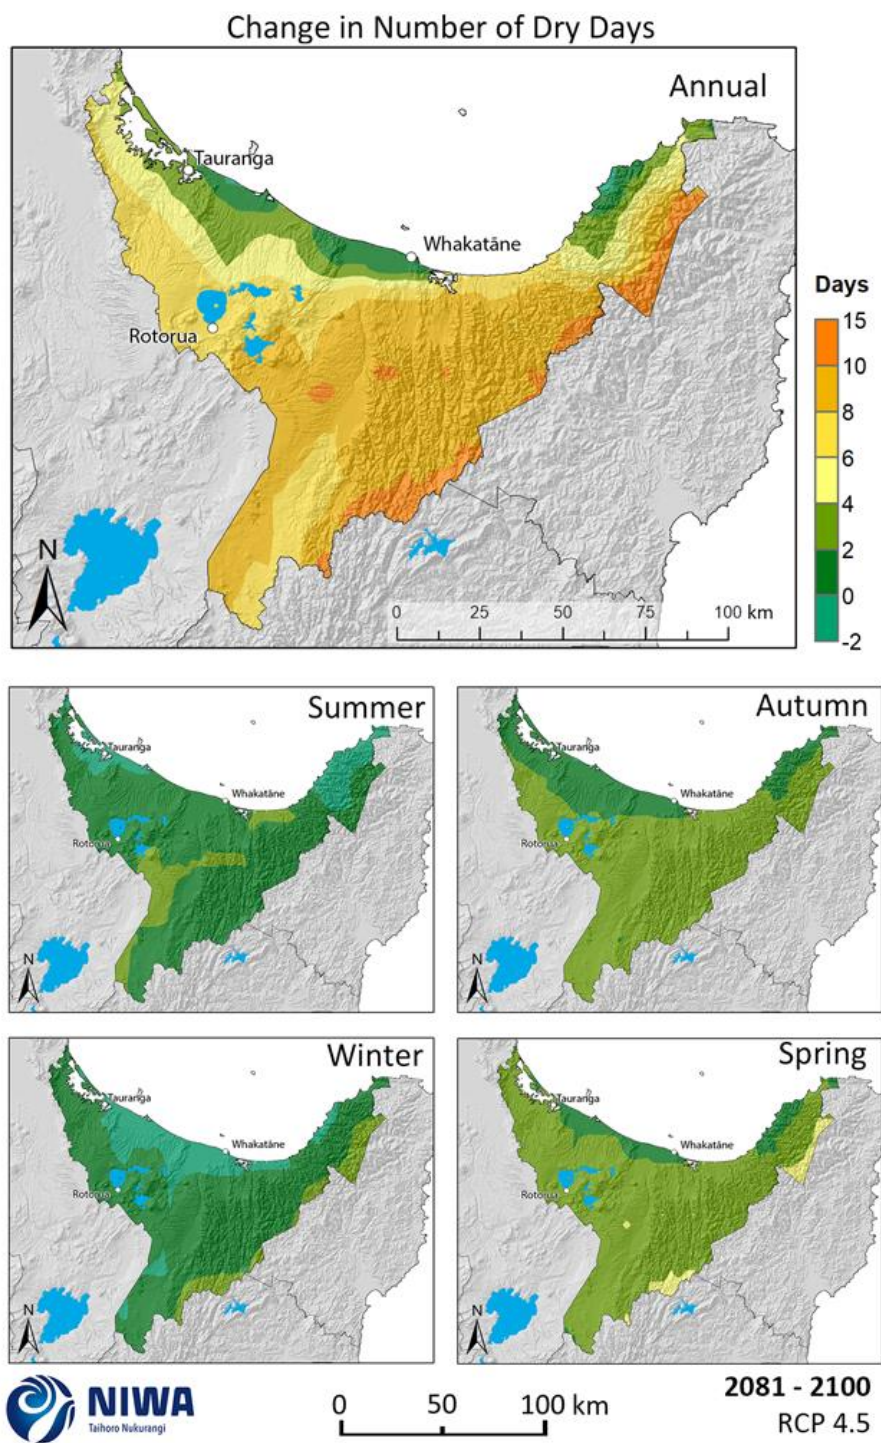 Change in Number of Dry Days
Annual
Tauranga
Whakatāne
Rotorua
Days
15
10
8
6
4
2
0
-2
N
0 25 50 75 100 km
Summer
Tauranga
Whakatāne
Rotorua
N
Autumn
Tauranga
Whakatāne
Rotorua
N
Winter
Tauranga
Whakatāne
Rotorua
N
Spring
Tauranga
Whakatāne
Rotorua
N
NIWA
Taihoro Nukurangi
0 50 100 km
2081 - 2100
RCP 4.5